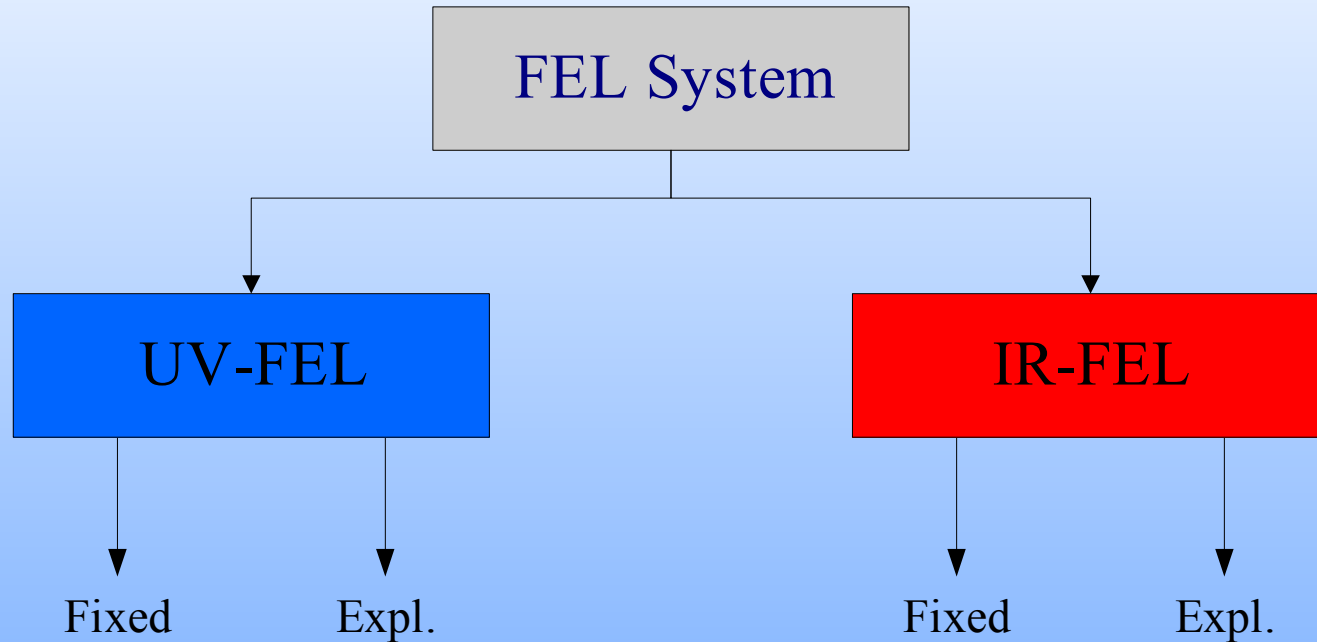 FEL System
UV-FEL
IR-FEL
Fixed
Expl.
Fixed
Expl.